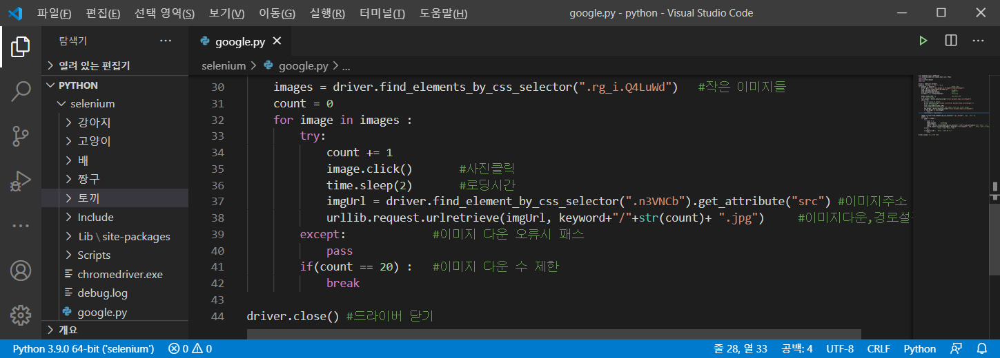 파일(F) 편집(E) 선택 영역(S) 보기(V) 이동(G) 실행(R) 터미널(T) 도움말(H) google.py - python - Visual Studio Code
탐색기 ...
google.py
열려 있는 편집기
selenium > google.py > ...
PYTHON
selenium
강아지
고양이
배
짱구
토끼
Include
Lib \ site-packages
Scripts
chromedriver.exe
debug.log
google.py
개요
30 images = driver.find_elements_by_css_selector(".rg_i.Q4LuWd") #작은 이미지들
31 count = 0
32 for image in images :
33 try:
34 count += 1
35 image.click() #사진클릭
36 time.sleep(2) #로딩시간
37 imgUrl = driver.find_element_by_css_selector(".n3VNCb").get_attribute("src") #이미지주소
38 urllib.request.urlretrieve(imgUrl, keyword+"/"+str(count)+ ".jpg") #이미지다운,경로설
39 except: #이미지 다운 오류시 패스
40 pass
41 if(count == 20) : #이미지 다운 수 제한
42 break
43
44 driver.close() #드라이버 닫기
Python 3.9.0 64-bit ('selenium') 0 0 줄 28, 열 33 공백: 4 UTF-8 CRLF Python